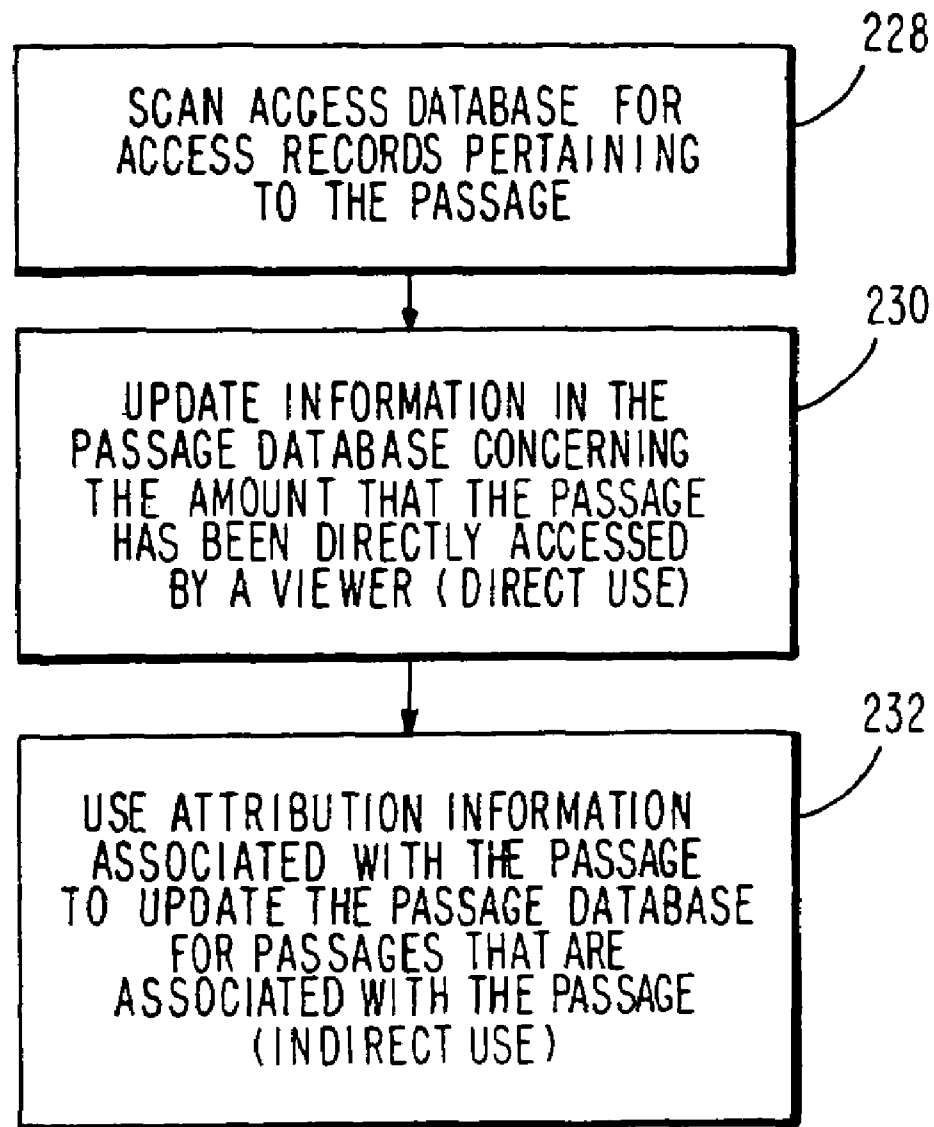 228
SCAN ACCESS DATABASE FOR
ACCESS RECORDS PERTAINING
TO THE PASSAGE
230
UPDATE INFORMATION IN THE
PASSAGE DATABASE CONCERNING
THE AMOUNT THAT THE PASSAGE
HAS BEEN DIRECTLY ACCESSED
BY A VIEWER (DIRECT USE)
232
USE ATTRIBUTION INFORMATION
ASSOCIATED WITH THE PASSAGE
TO UPDATE THE PASSAGE DATABASE
FOR PASSAGES THAT ARE
ASSOCIATED WITH THE PASSAGE
(INDIRECT USE)